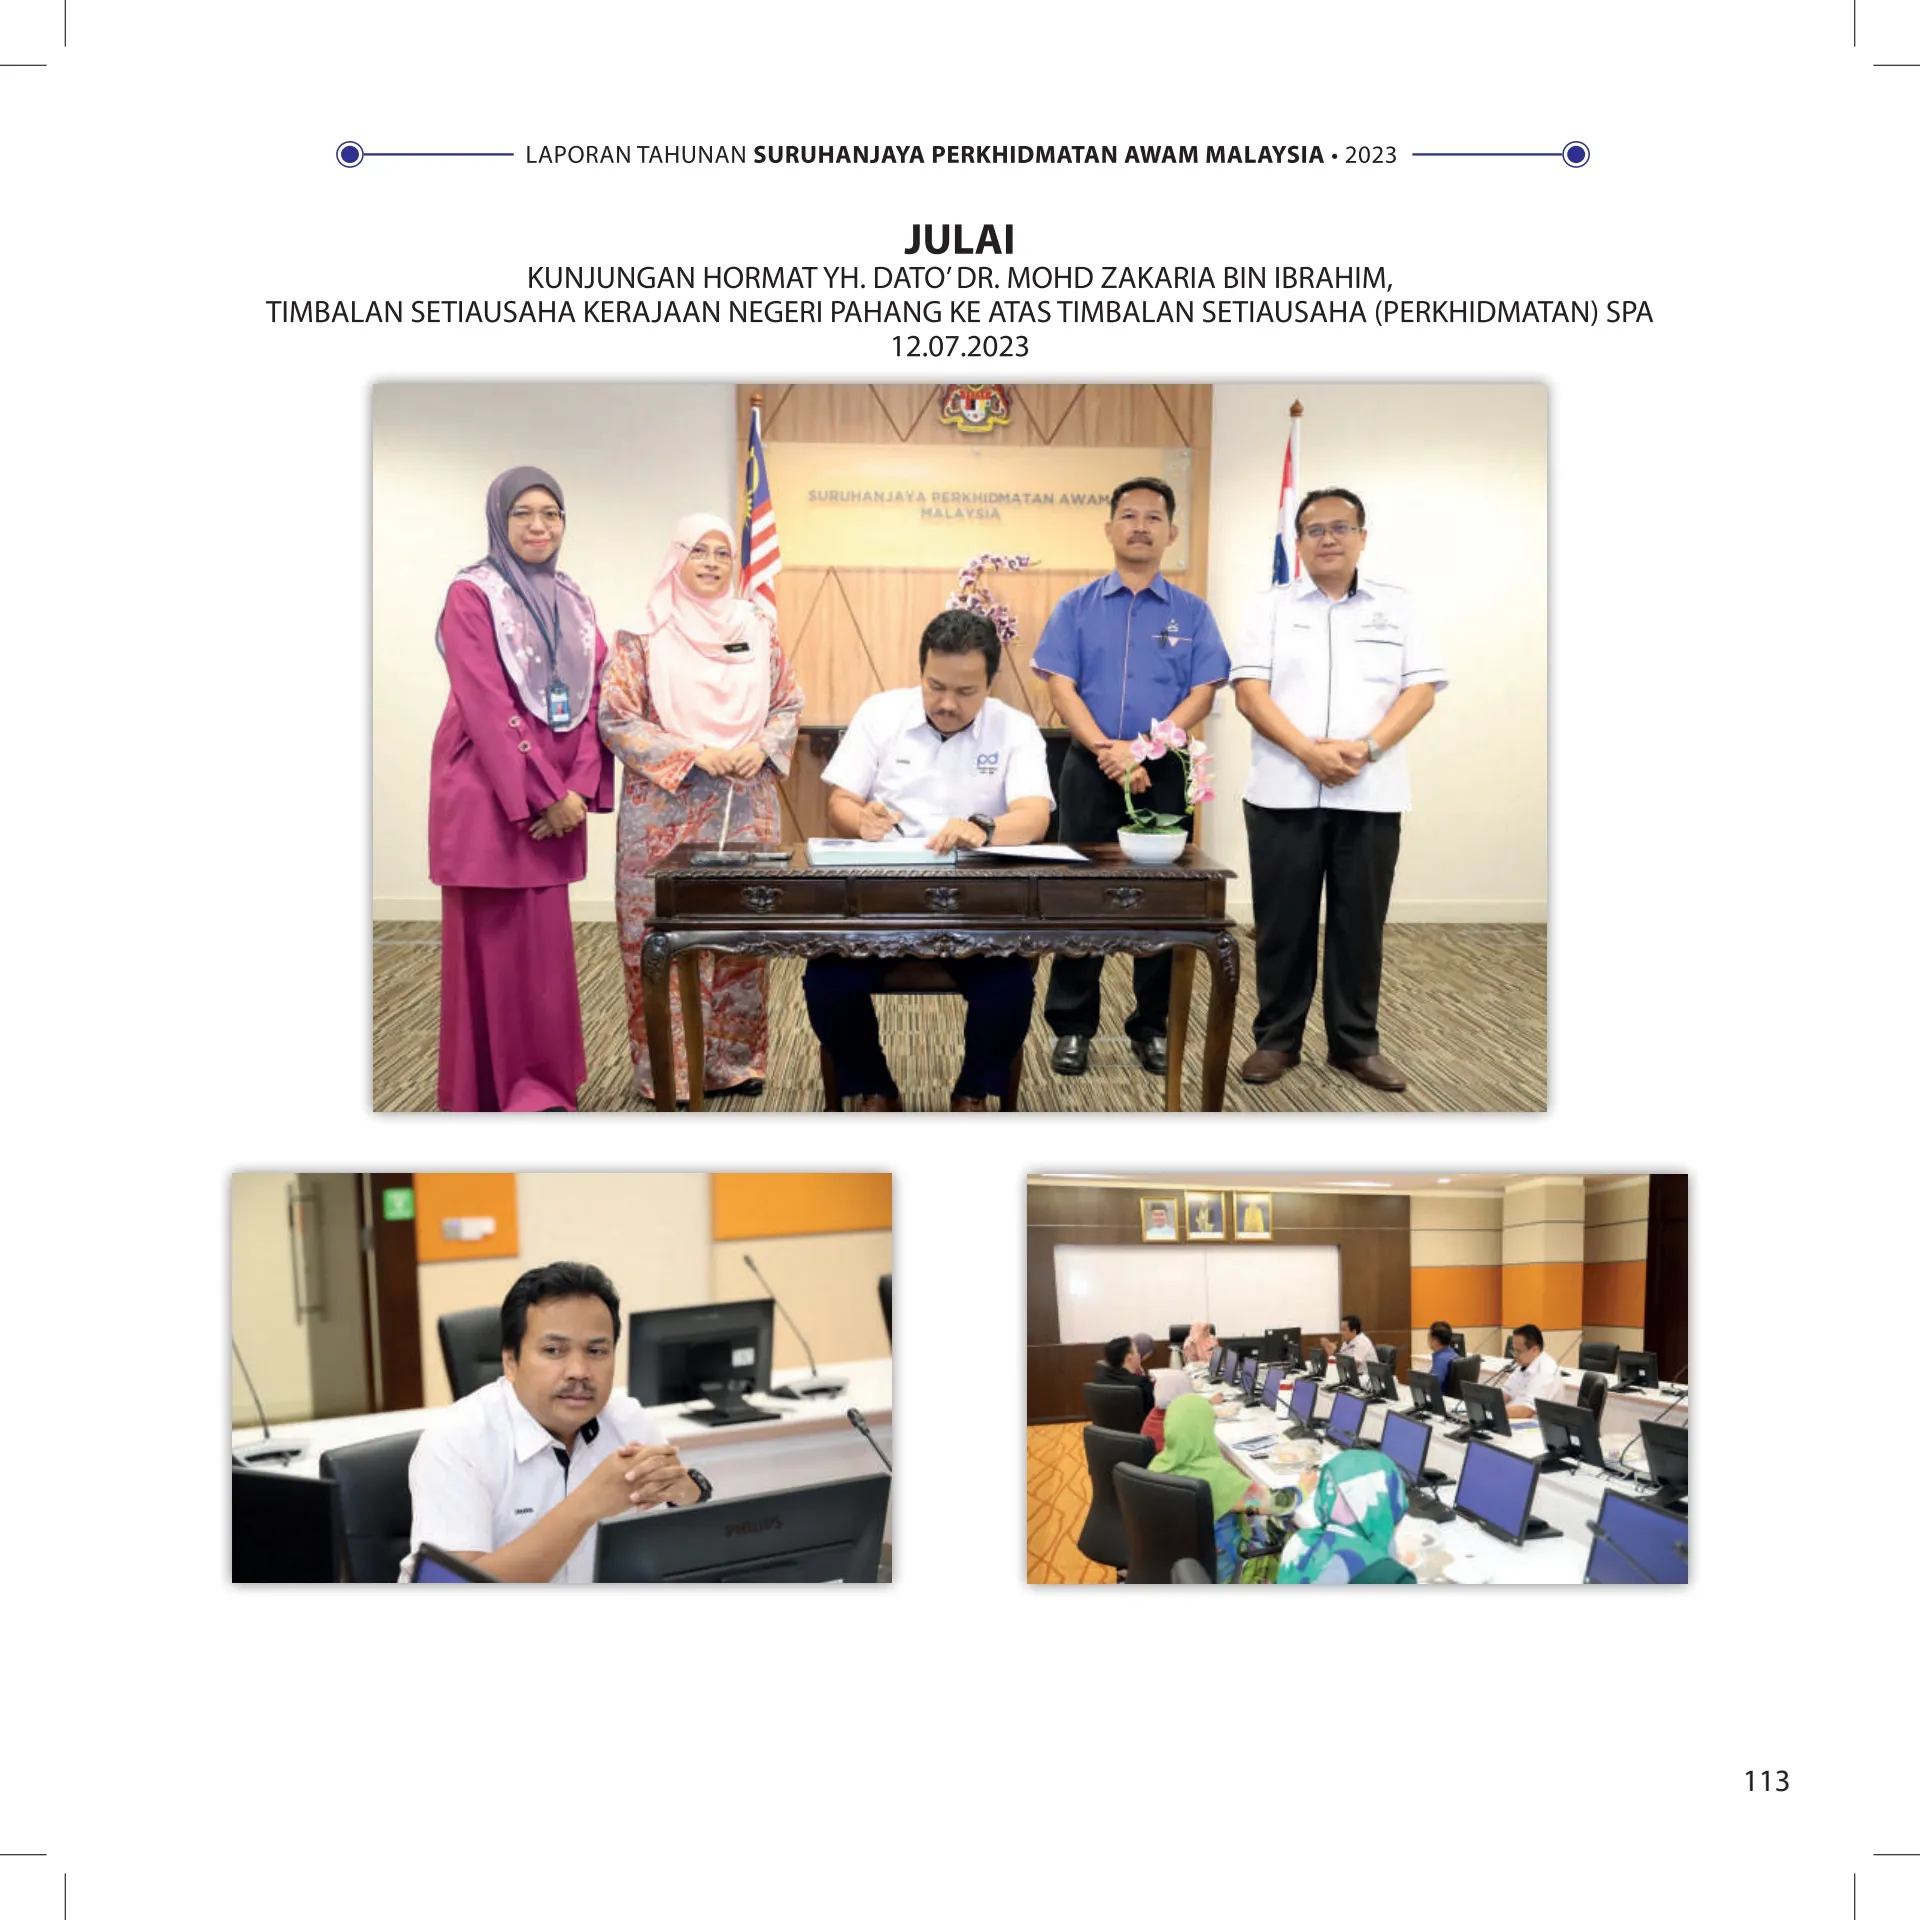 LAPORAN TAHUNAN SURUHANJAYA PERKHIDMATAN AWAM MALAYSIA • 2023
JULAI
KUNJUNGAN HORMAT YH. DATO’ DR. MOHD ZAKARIA BIN IBRAHIM,
TIMBALAN SETIAUSAHA KERAJAAN NEGERI PAHANG KE ATAS TIMBALAN SETIAUSAHA (PERKHIDMATAN) SPA
12.07.2023
SURUHANJAYA PERKHIDMATAN AWAM
MALAYSIA
pd
PHILIPS
113